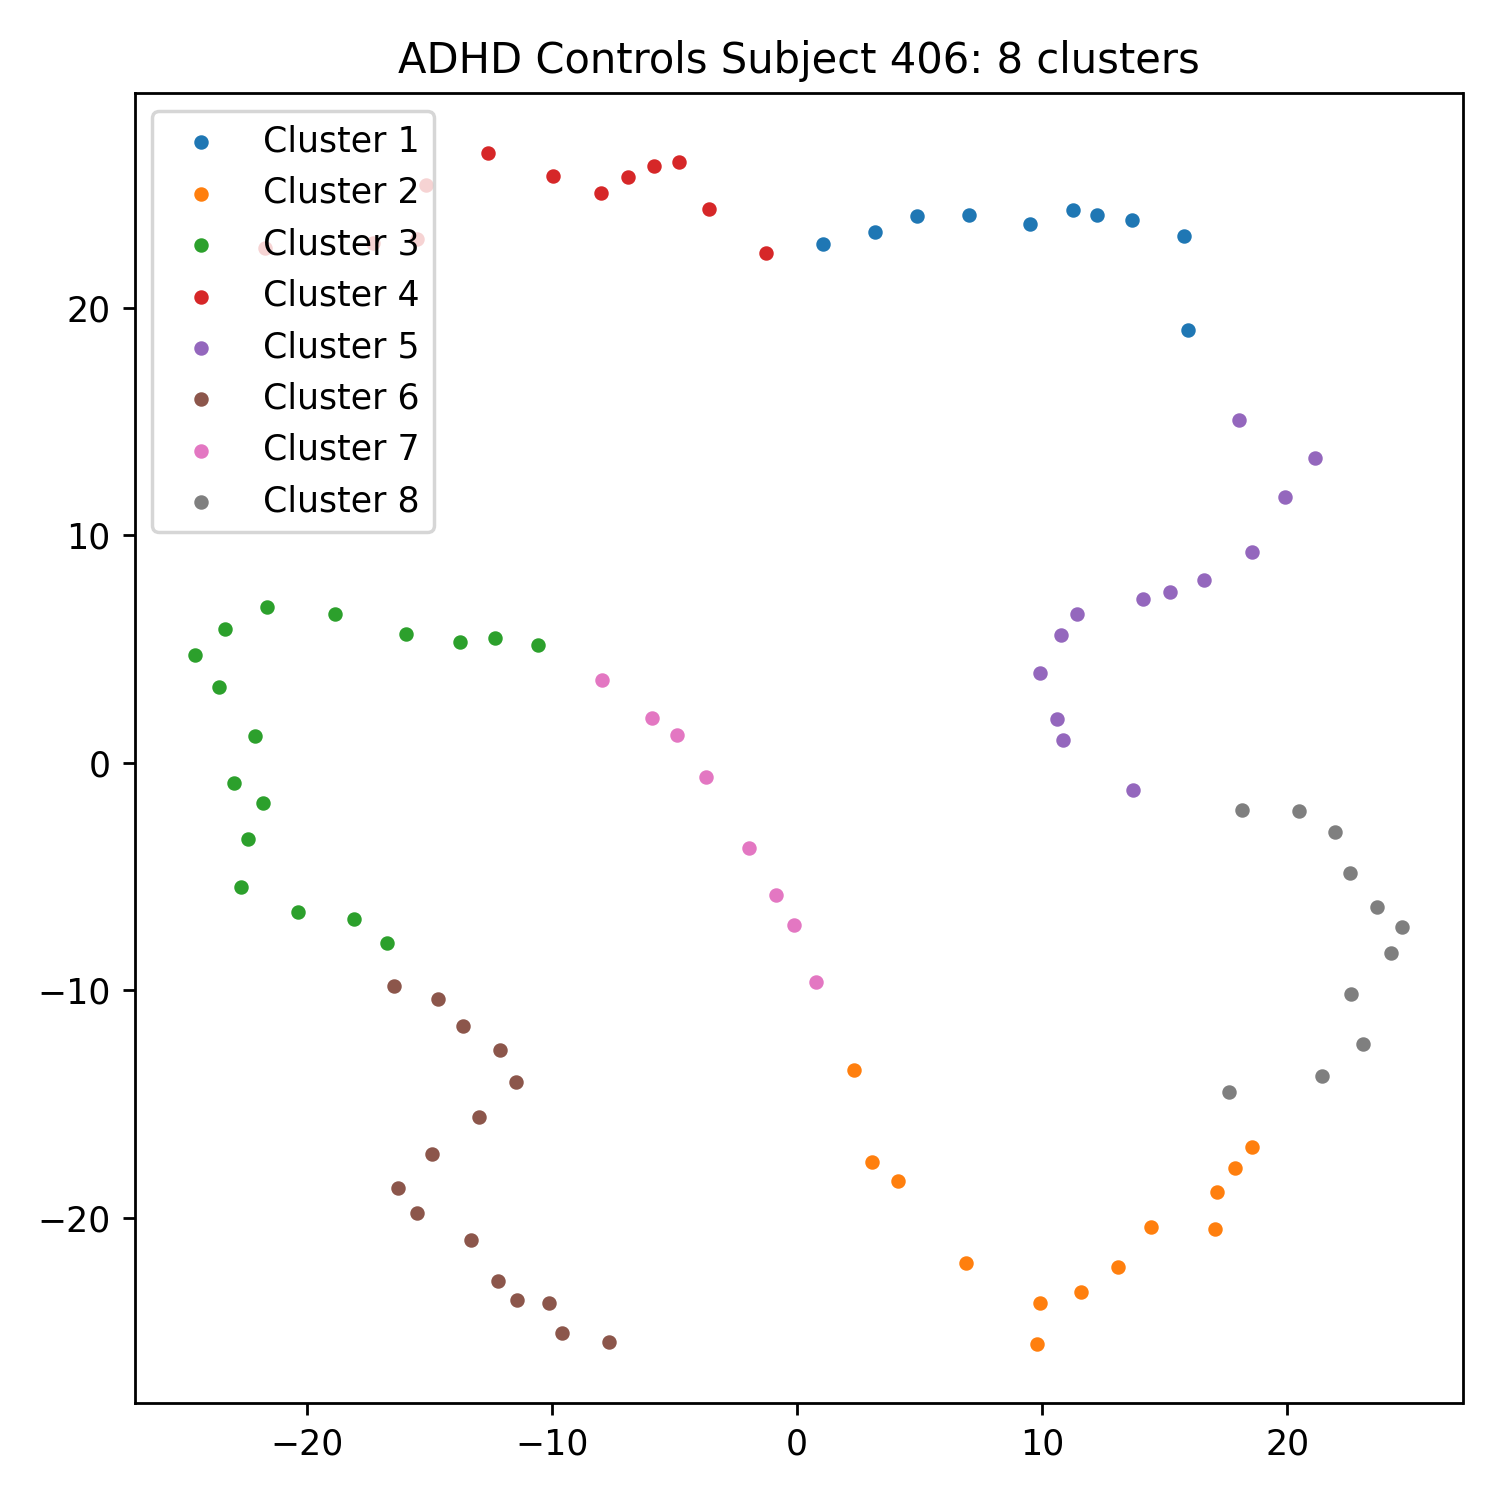 ADHD Controls Subject 406: 8 clusters
Cluster 1
Cluster 2
Cluster 3
Cluster 4
Cluster 5
Cluster 6
Cluster 7
Cluster 8
20
10
0
−10
−20
−20 −10 0 10 20